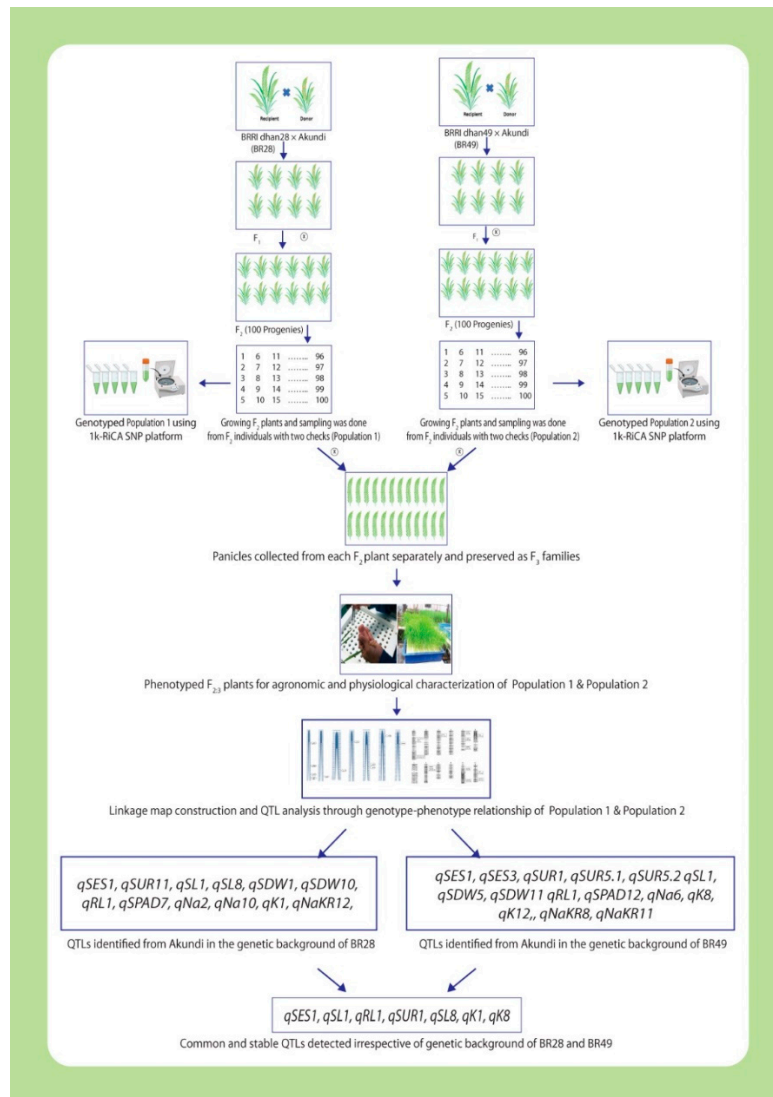 Recipient Donor
BRRI dhan28 × Akundi
(BR28)
F1 ⓧ
F2 (100 Progenies)
1 6 11 ........ 96
2 7 12 ........ 97
3 8 13 ........ 98
4 9 14 ........ 99
5 10 15 ........ 100
Genotyped Population 1 using
1k-RiCA SNP platform
Growing F2 plants and sampling was done
from F2 individuals with two checks (Population 1)
ⓧ
Recipient Donor
BRRI dhan49 × Akundi
(BR49)
F1 ⓧ
F2 (100 Progenies)
1 6 11 ........ 96
2 7 12 ........ 97
3 8 13 ........ 98
4 9 14 ........ 99
5 10 15 ........ 100
Growing F2 plants and sampling was done
from F2 individuals with two checks (Population 2)
ⓧ
Genotyped Population 2 using
1k-RiCA SNP platform
Panicles collected from each F2 plant separately and preserved as F3 families
Phenotyped F2:3 plants for agronomic and physiological characterization of Population 1 & Population 2
Linkage map construction and QTL analysis through genotype-phenotype relationship of Population 1 & Population 2
qSES1, qSUR11, qSL1, qSL8, qSDW1, qSDW10,
qRL1, qSPAD7, qNa2, qNa10, qK1, qNaKR12,
QTLs identified from Akundi in the genetic background of BR28
qSES1, qSES3, qSUR1, qSUR5.1, qSUR5.2 qSL1,
qSDW5, qSDW11 qRL1, qSPAD12, qNa6, qK8,
qK12,, qNaKR8, qNaKR11
QTLs identified from Akundi in the genetic background of BR49
qSES1, qSL1, qRL1, qSUR1, qSL8, qK1, qK8
Common and stable QTLs detected irrespective of genetic background of BR28 and BR49